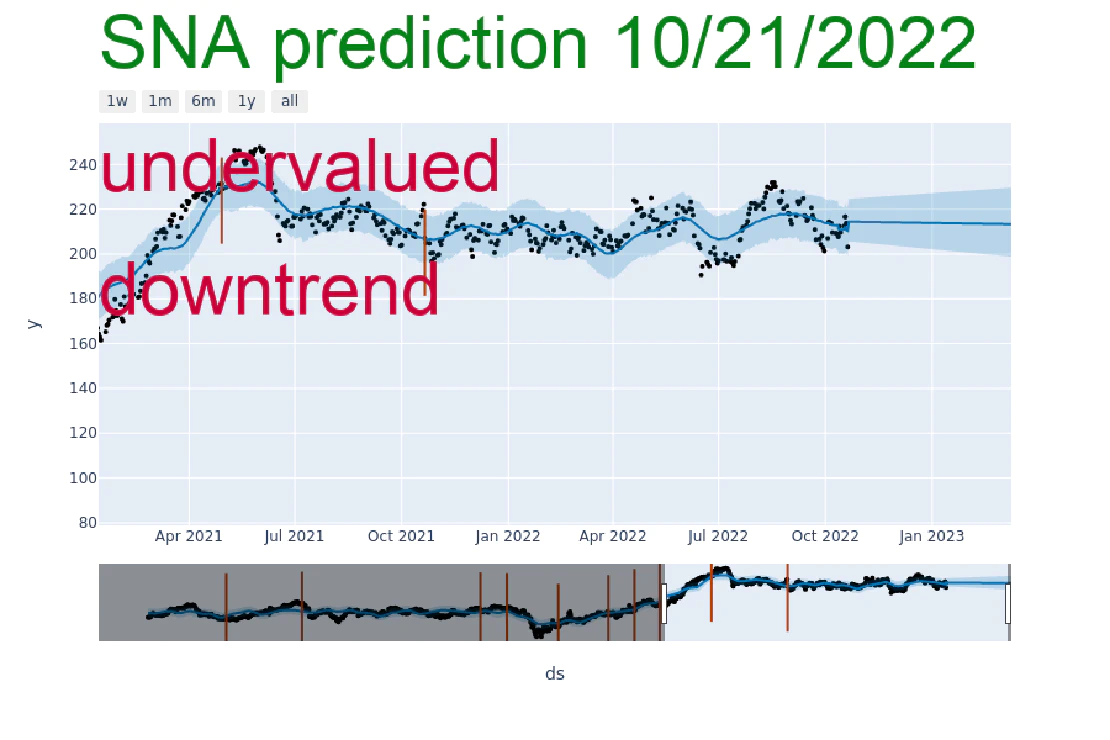 SNA prediction 10/21/2022
1w 1m 6m 1y all
undervalued
downtrend
240
220
200
180
160
140
120
100
80
y
Apr 2021 Jul 2021 Oct 2021 Jan 2022 Apr 2022 Jul 2022 Oct 2022 Jan 2023
ds